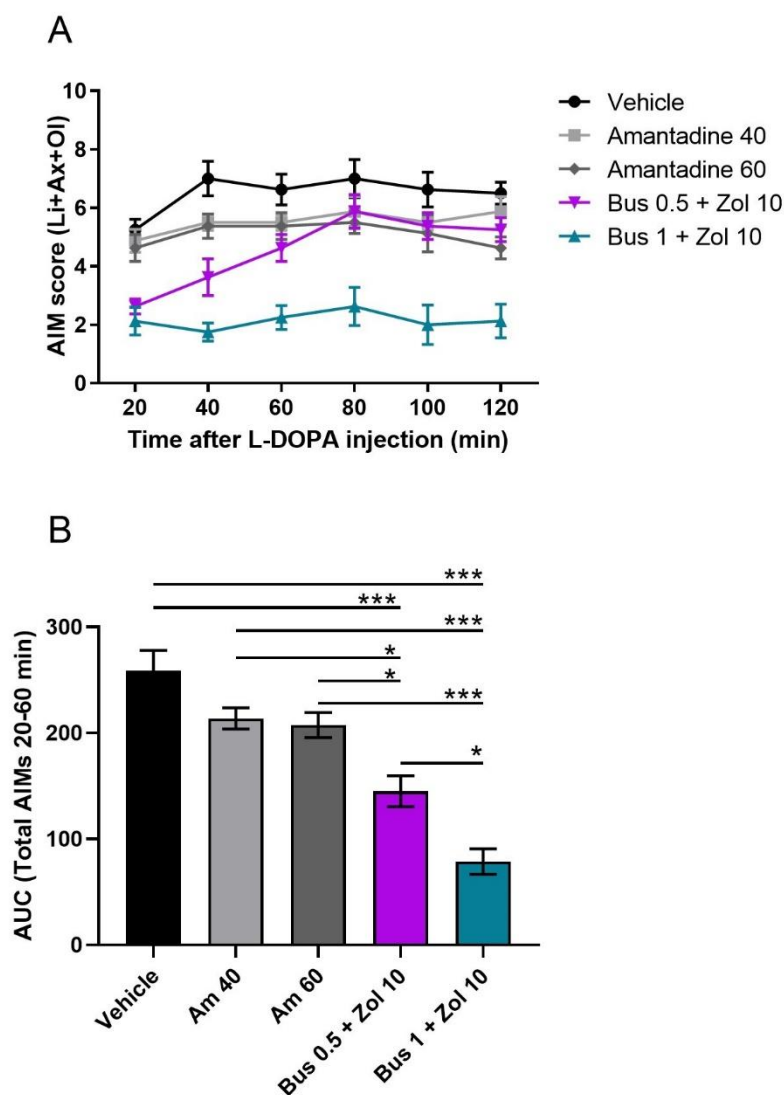 A
AIM score (Li+Ax+Ol)
10
8
6
4
2
0
20 40 60 80 100 120
Time after L-DOPA injection (min)
Vehicle
Amantadine 40
Amantadine 60
Bus 0.5 + Zol 10
Bus 1 + Zol 10
B
AUC (Total AIMs 20-60 min)
300
200
100
0
***
***
***
*
*
***
*
Vehicle
Am 40
Am 60
Bus 0.5 + Zol 10
Bus 1 + Zol 10